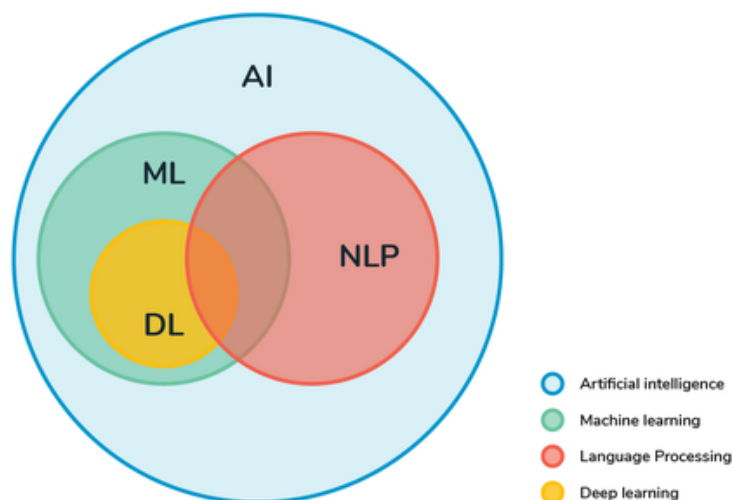 AI
ML
NLP
DL
Artificial intelligence
Machine learning
Language Processing
Deep learning